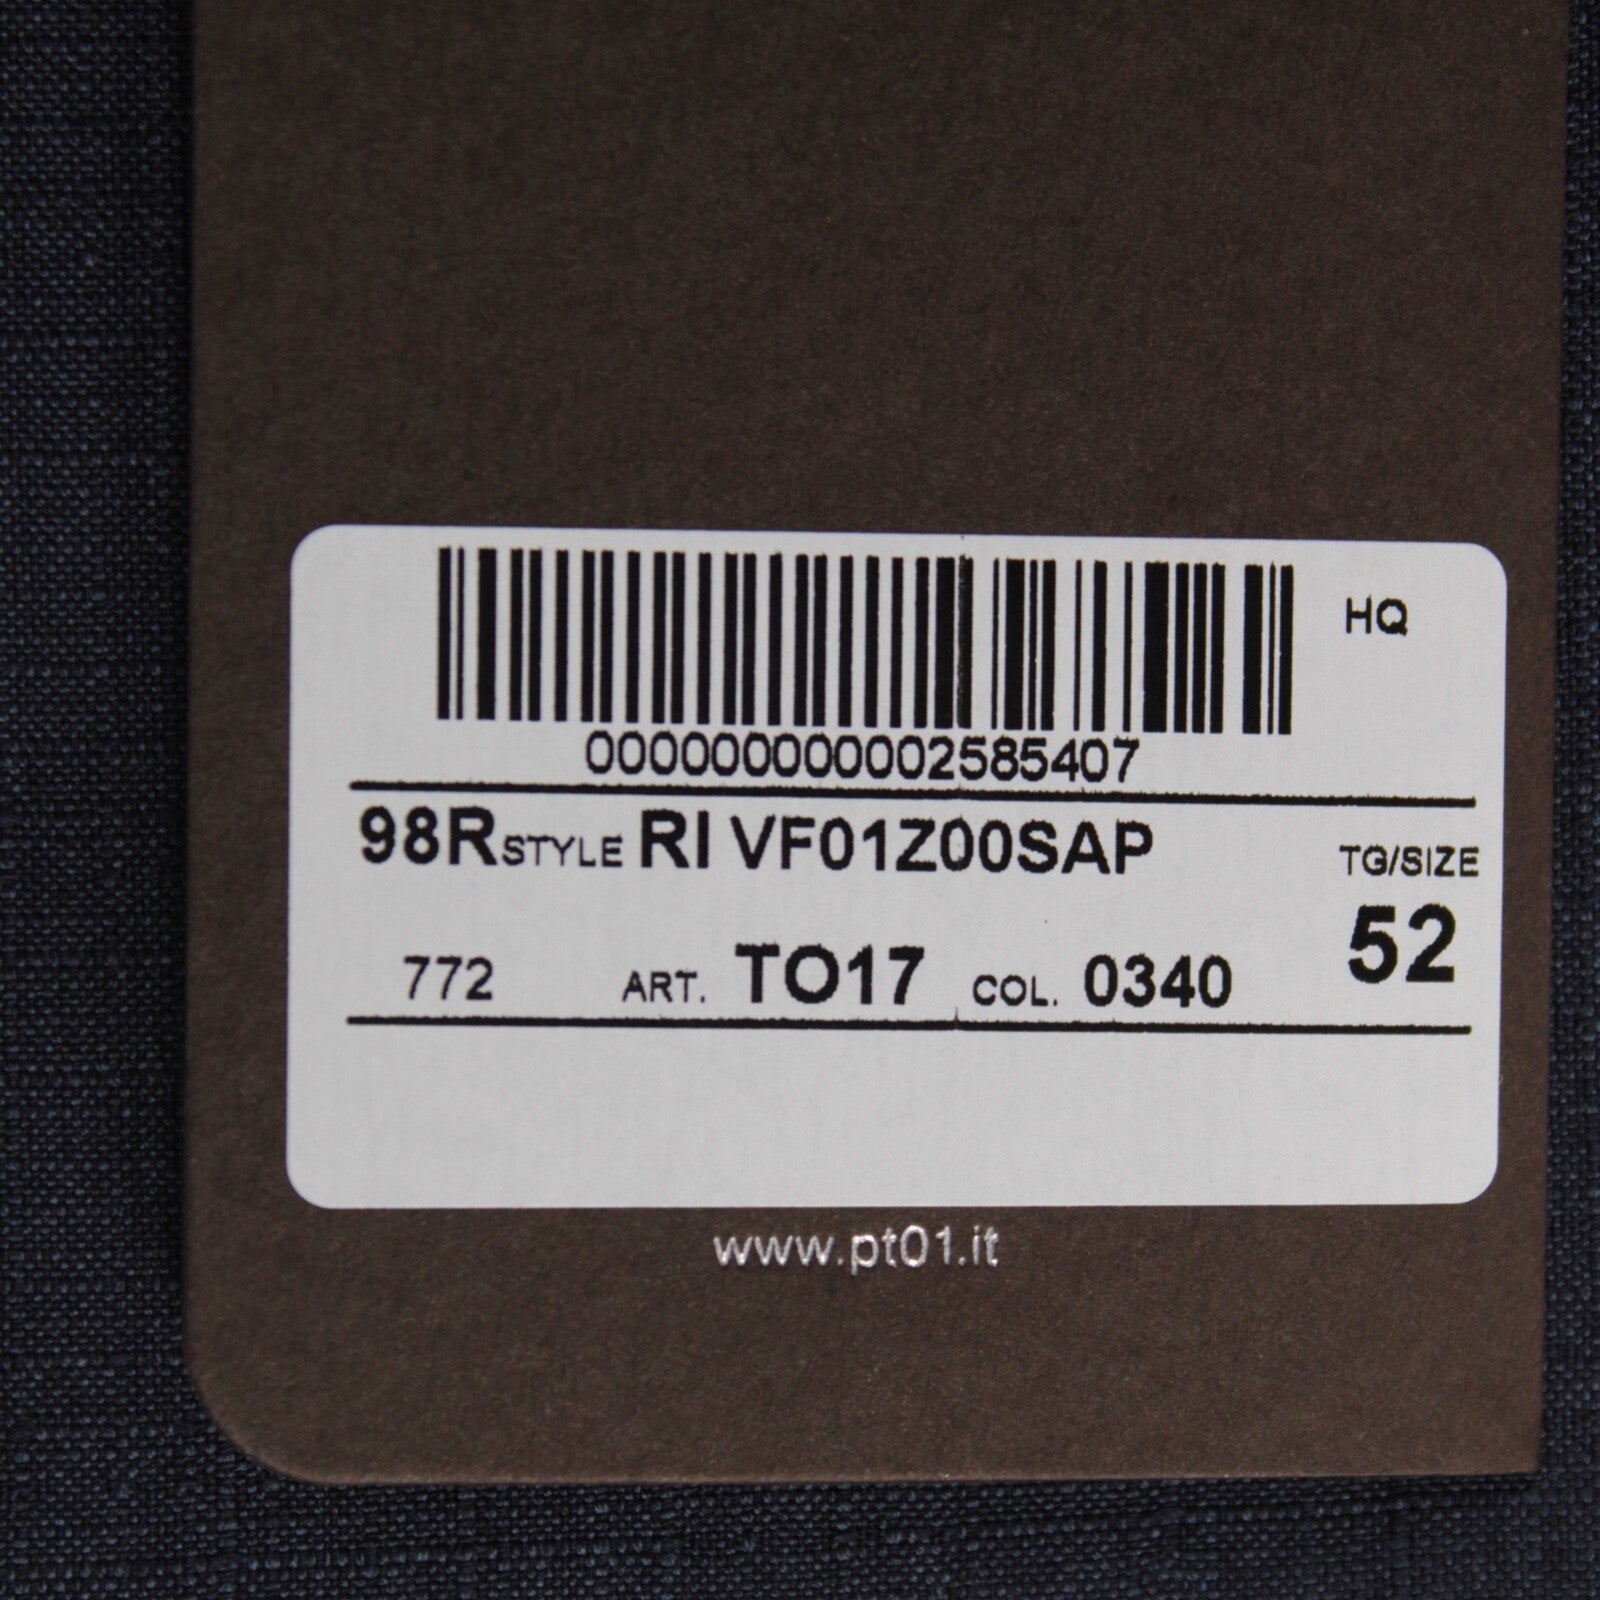 HQ
000000000002585407
98R STYLE RI VF01Z00SAP TG/SIZE
772 ART. TO17 COL. 0340 52
www.pt01.it